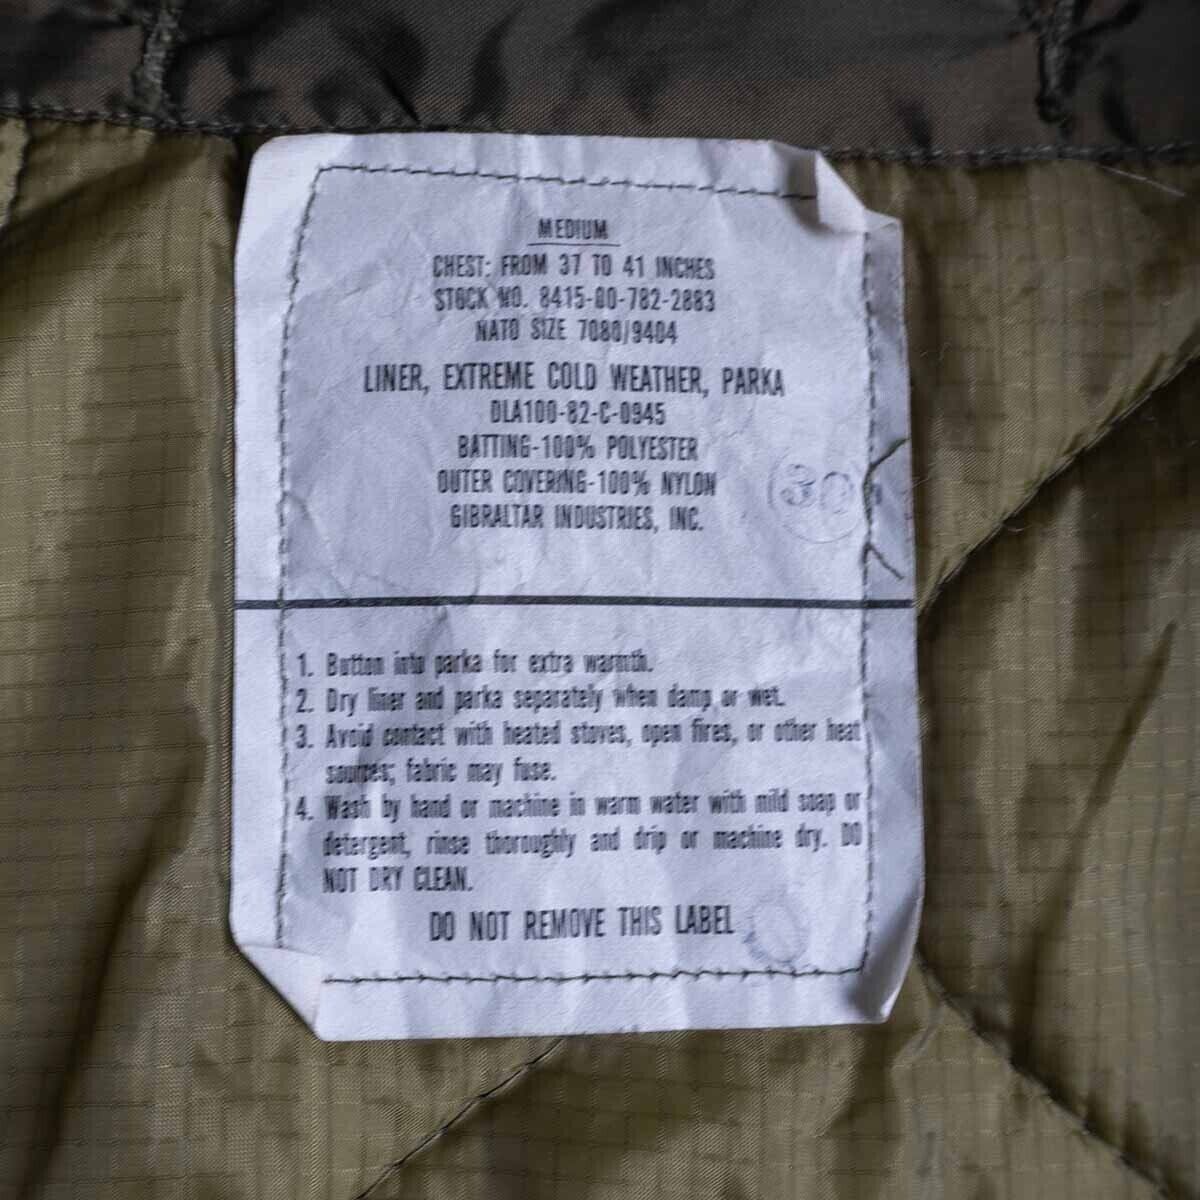 MEDIUM
CHEST: FROM 37 TO 41 INCHES
STOCK NO. 8415-00-782-2883
NATO SIZE 7080/9404
LINER, EXTREME COLD WEATHER, PARKA
DLA100-82-C-0945
BATTING-100% POLYESTER
OUTER COVERING-100% NYLON
GIBRALTAR INDUSTRIES, INC.
30
1. Button into parka for extra warmth.
2. Dry liner and parka separately when damp or wet.
3. Avoid contact with heated stoves, open fires, or other heat
sources; fabric may fuse.
4. Wash by hand or machine in warm water with mild soap or
detergent, rinse thoroughly and drip or machine dry. DO
NOT DRY CLEAN.
DO NOT REMOVE THIS LABEL